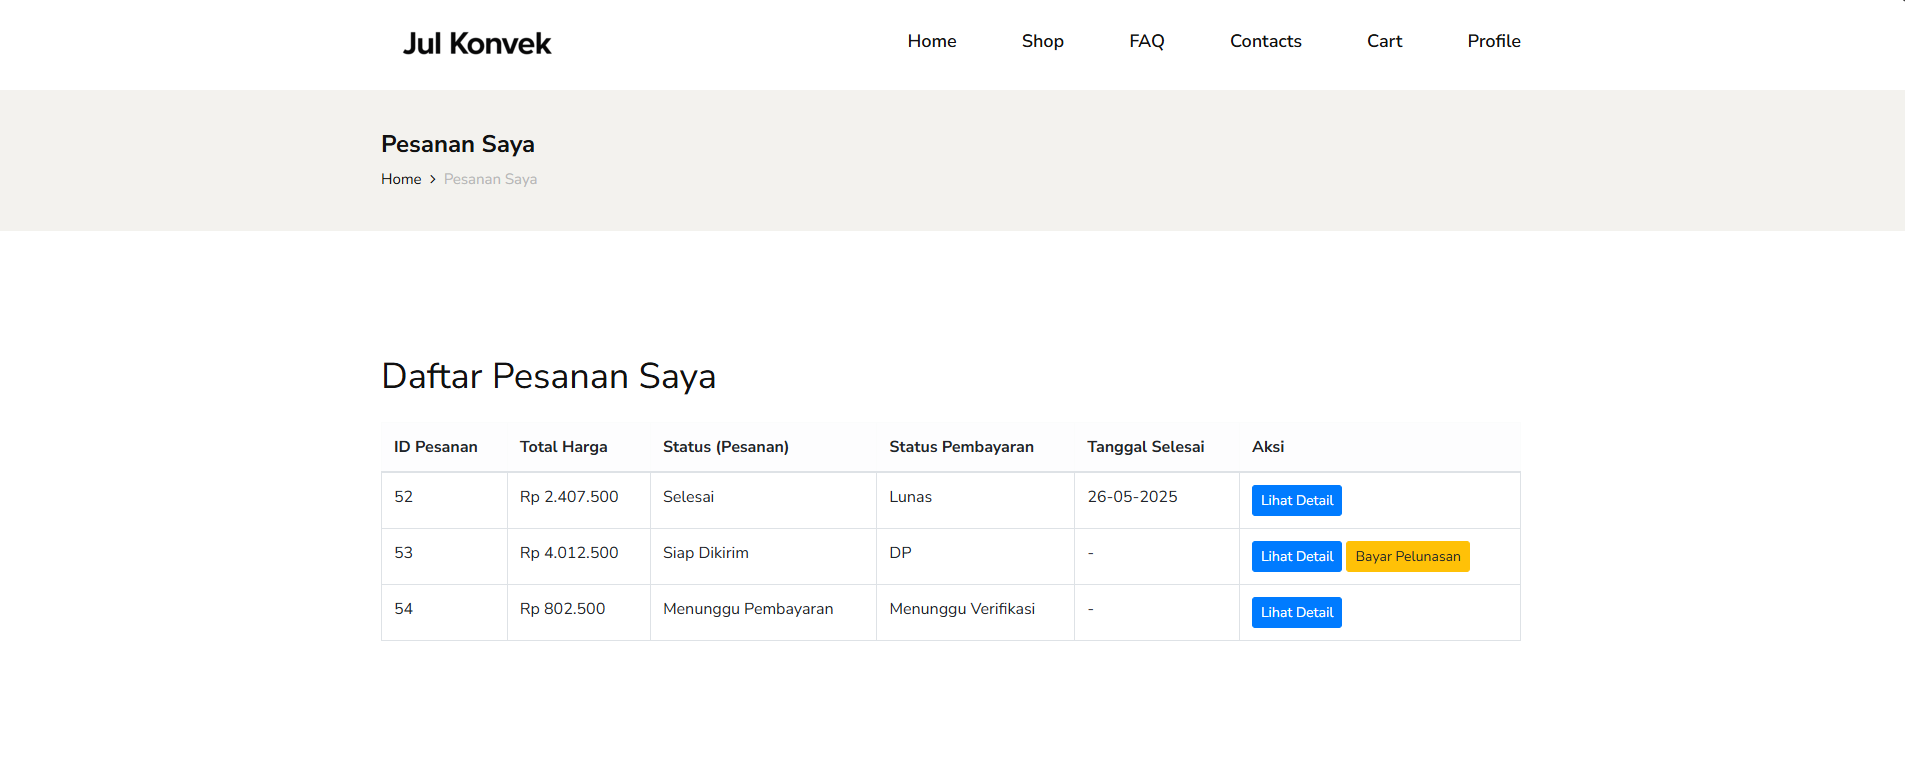 Jul Konvek Home Shop FAQ Contacts Cart Profile
Pesanan Saya
Home > Pesanan Saya
Daftar Pesanan Saya
ID Pesanan Total Harga Status (Pesanan) Status Pembayaran Tanggal Selesai Aksi
52 Rp 2.407.500 Selesai Lunas 26-05-2025 Lihat Detail
53 Rp 4.012.500 Siap Dikirim DP - Lihat Detail Bayar Pelunasan
54 Rp 802.500 Menunggu Pembayaran Menunggu Verifikasi - Lihat Detail